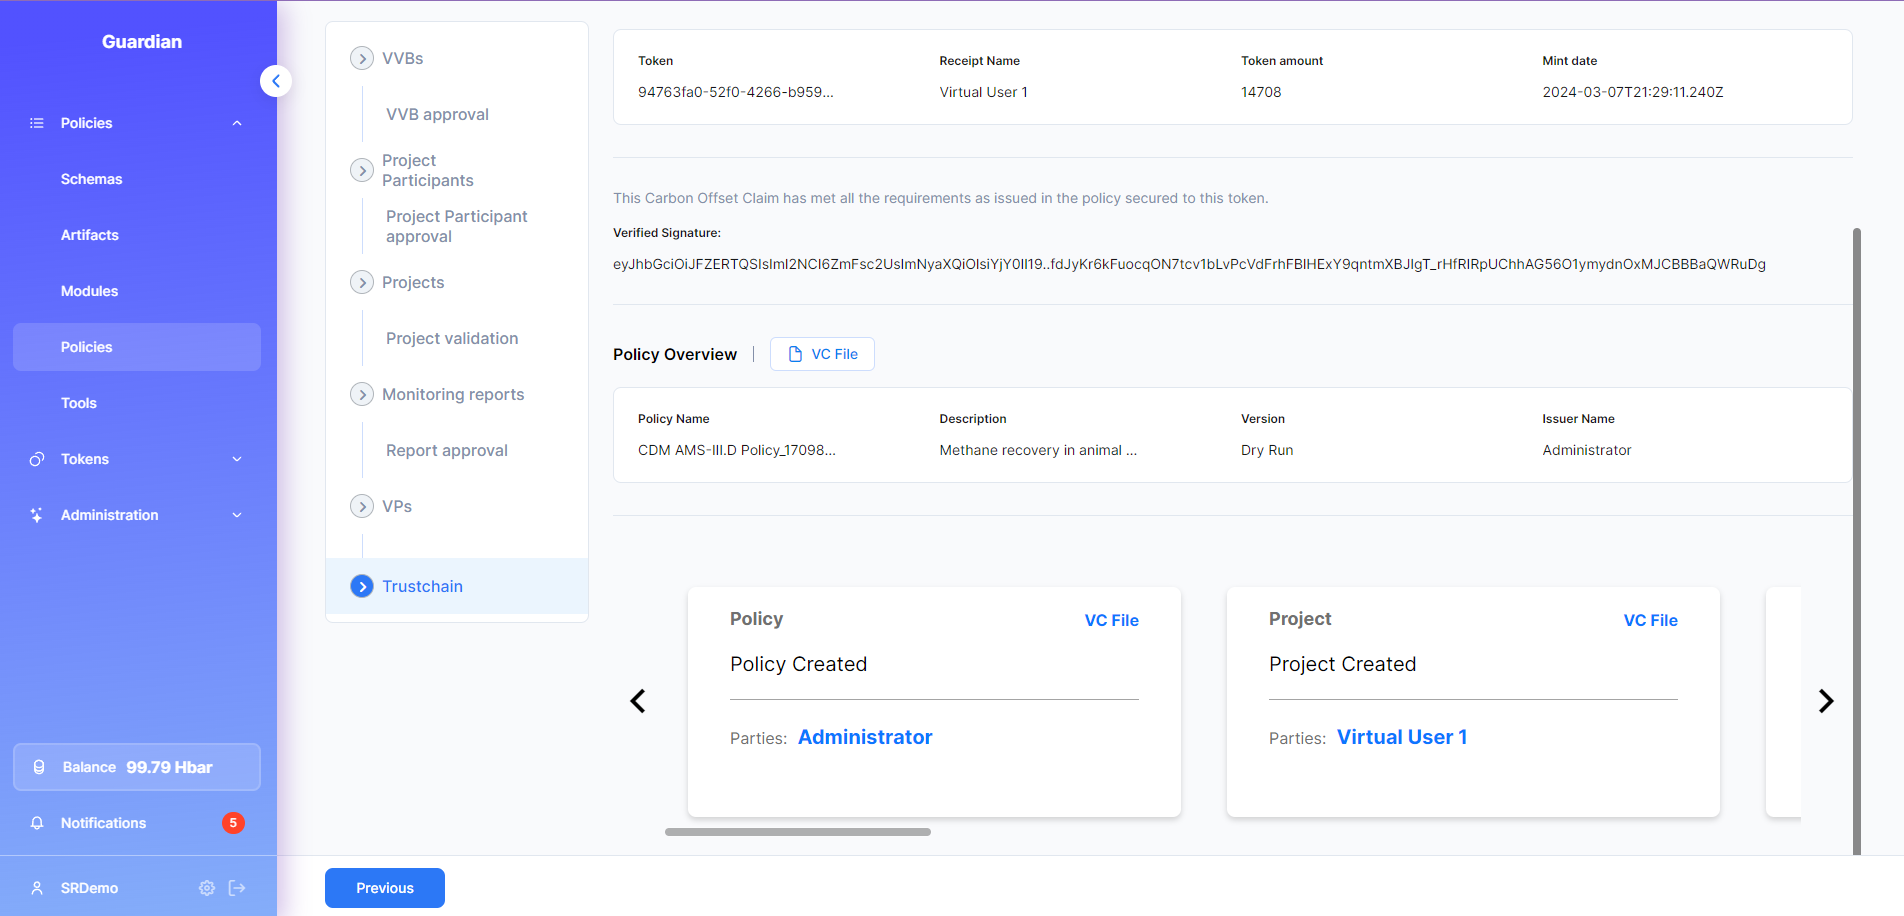 Guardian
Policies
Schemas
Artifacts
Modules
Policies
Tools
Tokens
Administration
Balance 99.79 Hbar
Notifications 5
SRDemo
VVBs
VVB approval
Project
Participants
Project Participant
approval
Projects
Project validation
Monitoring reports
Report approval
VPs
Trustchain
Token Receipt Name Token amount Mint date
94763fa0-52f0-4266-b959... Virtual User 1 14708 2024-03-07T21:29:11.240Z
This Carbon Offset Claim has met all the requirements as issued in the policy secured to this token.
Verified Signature:
eyJhbGciOiJFZERTQSIsImI2NCI6ZmFsc2UsImNyaXQiOlsiYjY0Il19..fdJyKr6kFuocqON7tcv1bLvPcVdFrhFBIHExY9qntmXBJIgT_rHfRIRpUChhAG56O1ymydnOxMJCBBBaQWRuDg
Policy Overview | VC File
Policy Name Description Version Issuer Name
CDM AMS-III.D Policy_17098... Methane recovery in animal ... Dry Run Administrator
Policy VC File
Policy Created
Parties: Administrator
Project VC File
Project Created
Parties: Virtual User 1
Previous